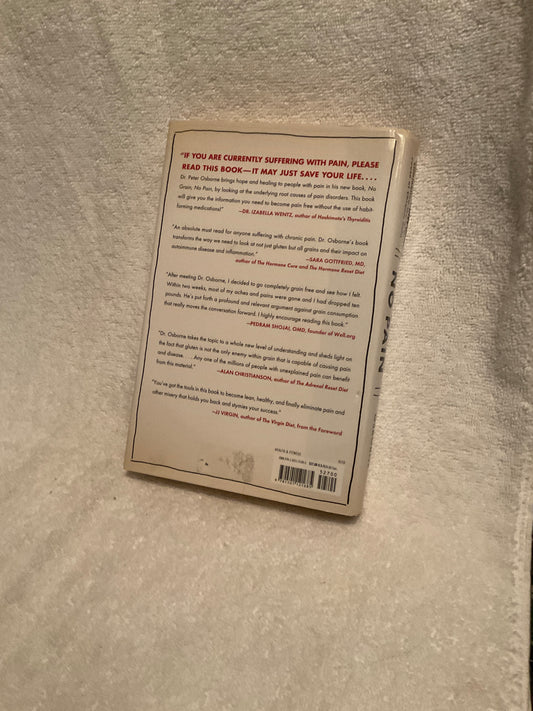 "IF YOU ARE CURRENTLY SUFFERING WITH PAIN, PLEASE
READ THIS BOOK—IT MAY JUST SAVE YOUR LIFE. . . .
Dr. Peter Osborne brings hope and healing to people with pain in his new book, No
Grain, No Pain, by looking at the underlying root causes of pain disorders. This book
will give you the information you need to become pain free without the use of habit-
forming medications!"
—DR. IZABELLA WENTZ, author of Hashimoto's Thyroiditis
"An absolute must read for anyone suffering with chronic pain. Dr. Osborne's book
transforms the way we need to look at not just gluten but all grains and their impact on
autoimmune disease and inflammation."
—SARA GOTTFRIED, MD,
author of The Hormone Cure and The Hormone Reset Diet
"After meeting Dr. Osborne, I decided to go completely grain free and see how I felt.
Within two weeks, most of my aches and pains were gone and I had dropped ten
pounds. He's put forth a profound and relevant argument against grain consumption
that really moves the conversation forward. I highly encourage reading this book."
—PEDRAM SHOJAI, OMD, founder of Well.org
"Dr. Osborne takes the topic to a whole new level of understanding and sheds light on
the fact that gluten is not the only enemy within grain that is capable of causing pain
and disease. . . . Any one of the millions of people with unexplained pain can benefit
from this material."
—ALAN CHRISTIANSON, author of The Adrenal Reset Diet
"You've got the tools in this book to become lean, healthy, and finally eliminate pain and
other misery that holds you back and stymies your success."
—JJ VIRGIN, author of The Virgin Diet, from the Foreword
HEALTH & FITNESS
52700
NO PAIN